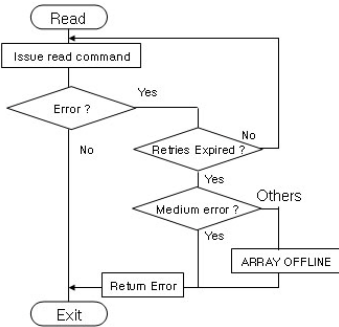 Read
Issue read command
Error ?
Yes
No
Retries Expired ?
No
Yes
Medium error ?
Others
Yes
ARRAY OFFLINE
Return Error
Exit